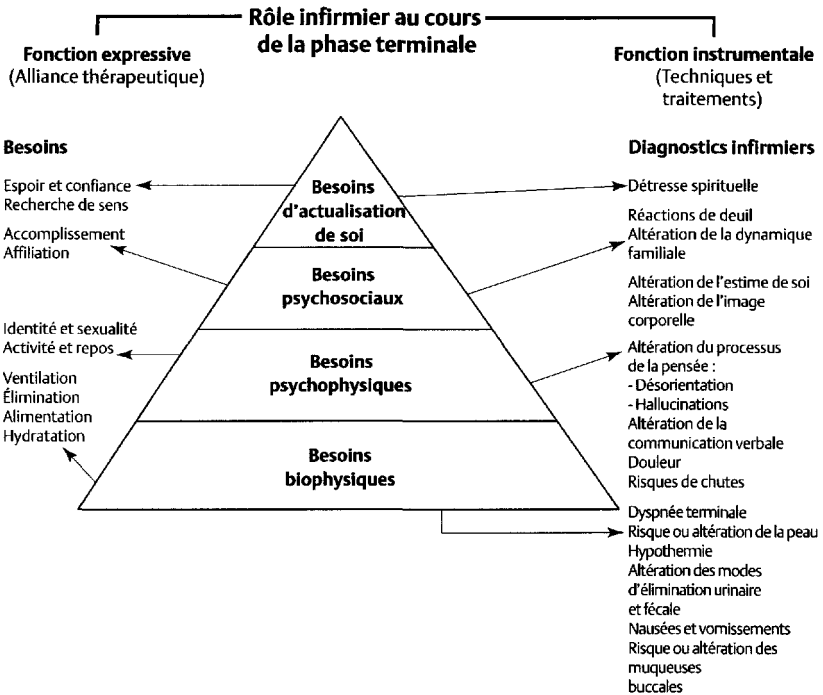 Rôle infirmier au cours
de la phase terminale
Fonction expressive
(Alliance thérapeutique)
Fonction instrumentale
(Techniques et
traitements)
Besoins
Espoir et confiance
Recherche de sens
Accomplissement
Affiliation
Identité et sexualité
Activité et repos
Ventilation
Élimination
Alimentation
Hydratation
Besoins
d'actualisation
de soi
Besoins
psychosociaux
Besoins
psychophysiques
Besoins
biophysiques
Diagnostics infirmiers
Détresse spirituelle
Réactions de deuil
Altération de la dynamique
familiale
Altération de l'estime de soi
Altération de l'image
corporelle
Altération du processus
de la pensée :
- Désorientation
- Hallucinations
Altération de la
communication verbale
Douleur
Risques de chutes
Dyspnée terminale
Risque ou altération de la peau
Hypothermie
Altération des modes
d'élimination urinaire
et fécale
Nausées et vomissements
Risque ou altération des
muqueuses
buccales